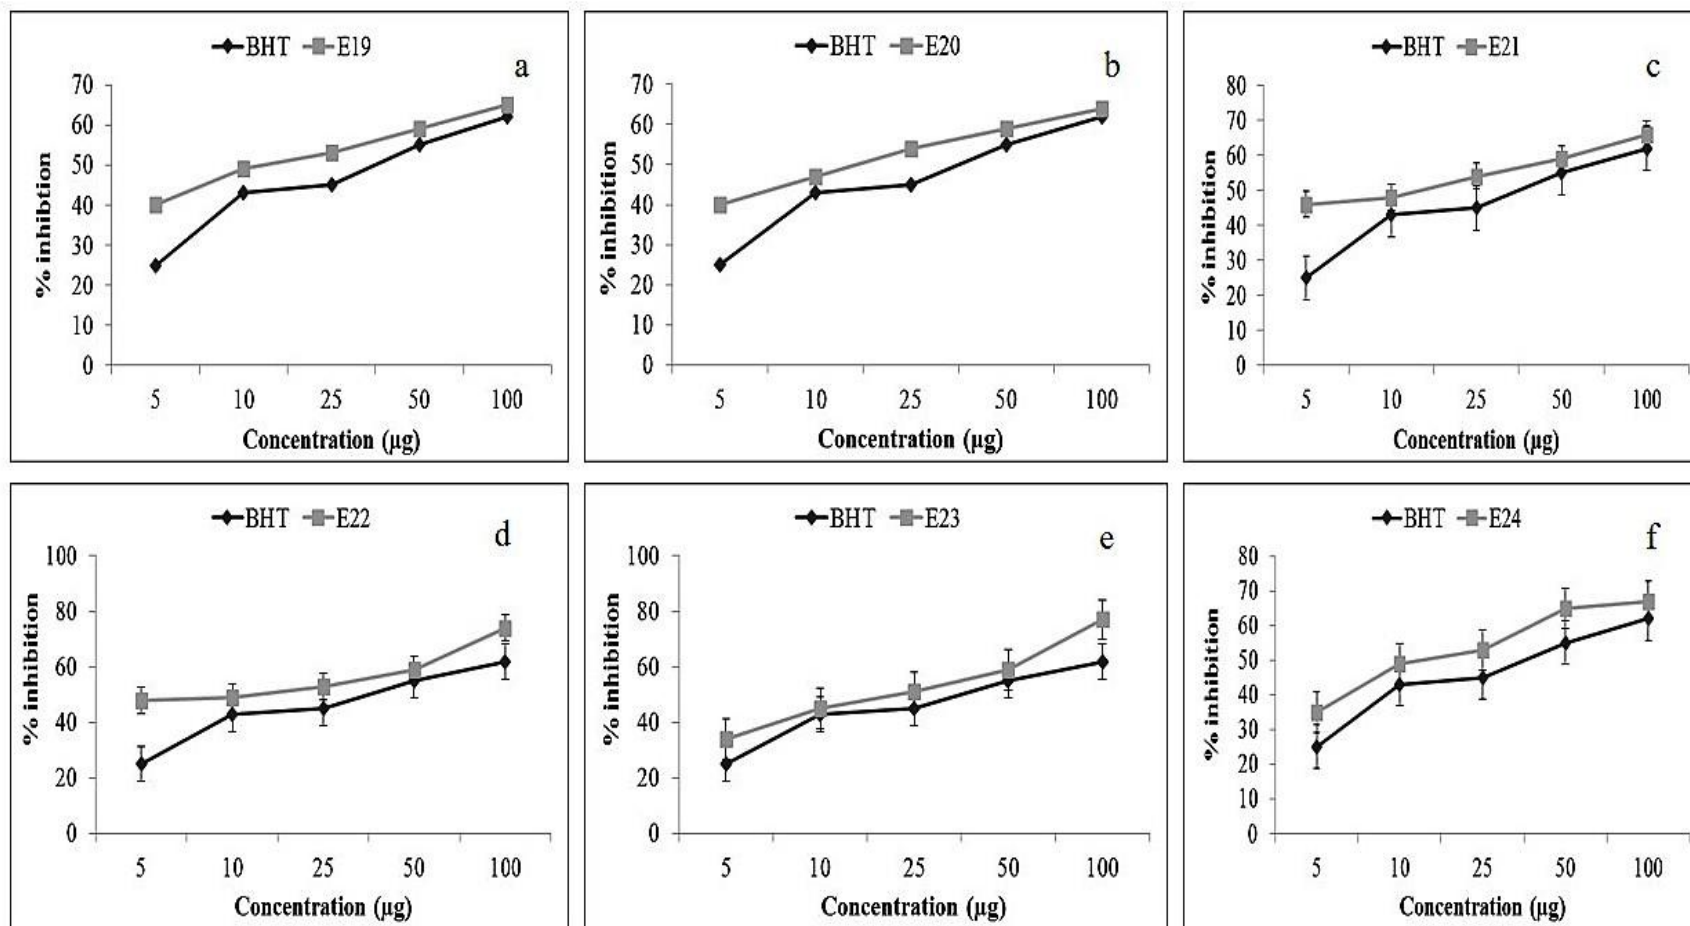 BHT E19
a
70
60
50
40
30
20
10
0
% inhibition
5 10 25 50 100
Concentration (µg)
BHT E20
b
70
60
50
40
30
20
10
0
% inhibition
5 10 25 50 100
Concentration (µg)
BHT E21
c
80
70
60
50
40
30
20
10
0
% inhibition
5 10 25 50 100
Concentration (µg)
BHT E22
d
100
80
60
40
20
0
% inhibition
5 10 25 50 100
Concentration (µg)
BHT E23
e
100
80
60
40
20
0
% inhibition
5 10 25 50 100
Concentration (µg)
BHT E24
f
80
70
60
50
40
30
20
10
0
% inhibition
5 10 25 50 100
Concentration (µg)